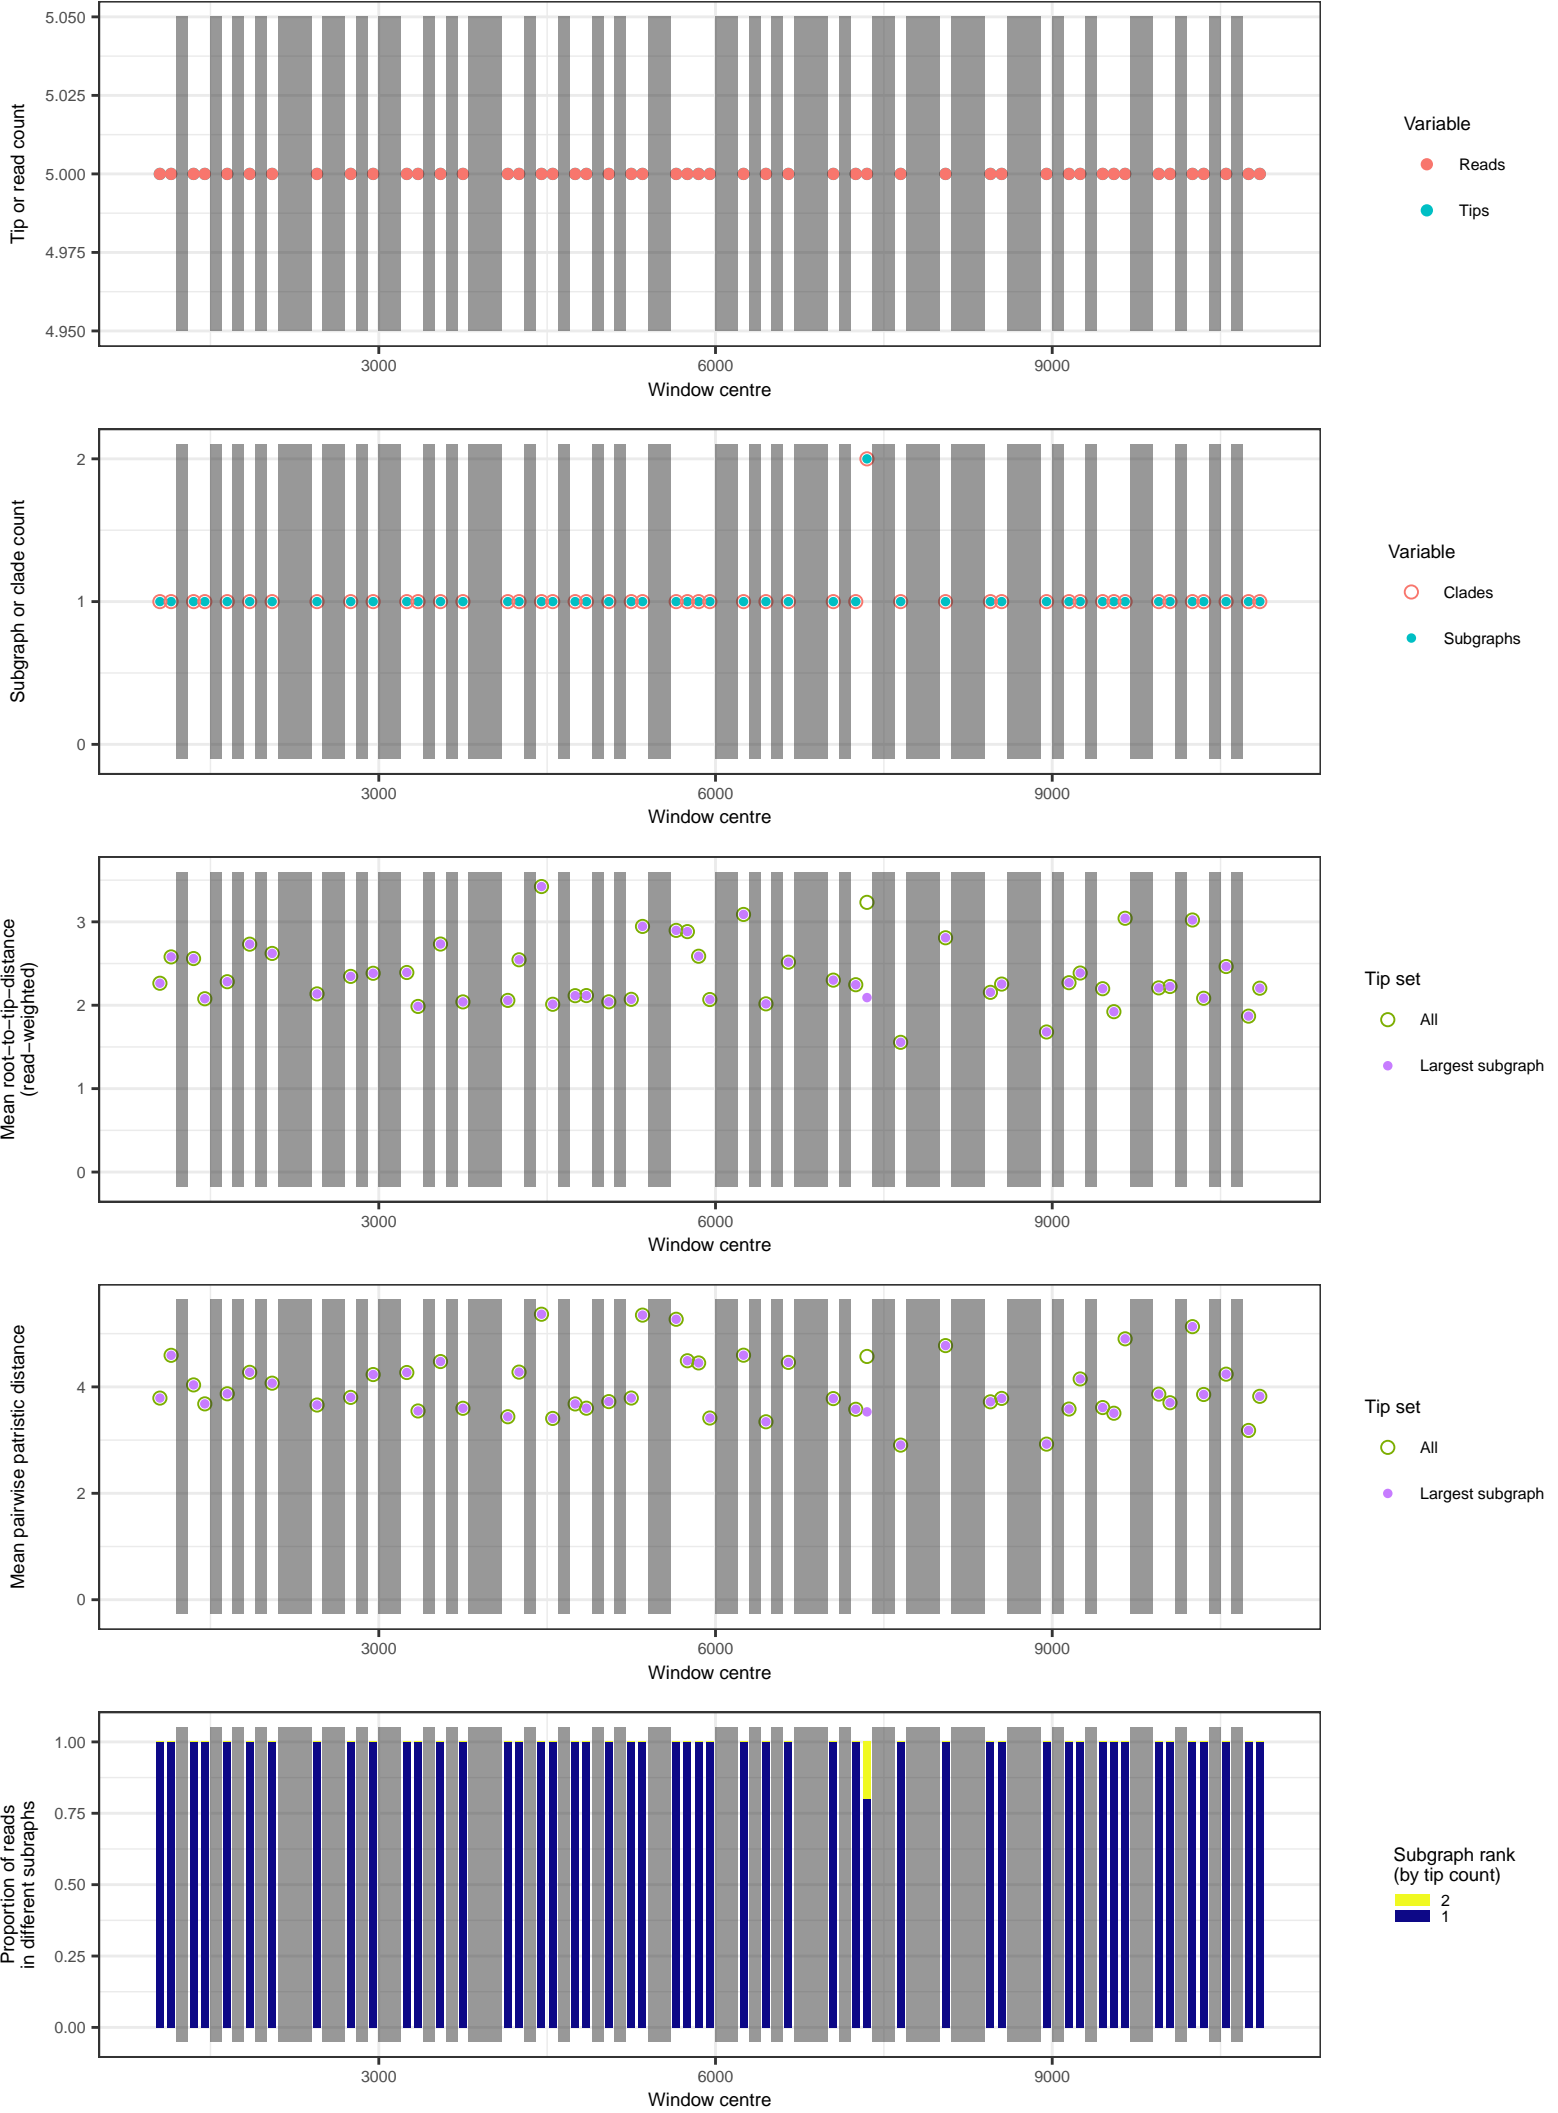 5.050
5.025
5.000
4.975
4.950
Tip or read count
3000 6000 9000
Window centre
Variable
Reads
Tips
2
1
0
Subgraph or clade count
3000 6000 9000
Window centre
Variable
Clades
Subgraphs
3
2
1
0
Mean root−to−tip−distance
(read−weighted)
3000 6000 9000
Window centre
Tip set
All
Largest subgraph
4
2
0
Mean pairwise patristic distance
3000 6000 9000
Window centre
Tip set
All
Largest subgraph
1.00
0.75
0.50
0.25
0.00
Proportion of reads
in different subraphs
3000 6000 9000
Window centre
Subgraph rank
(by tip count)
2
1